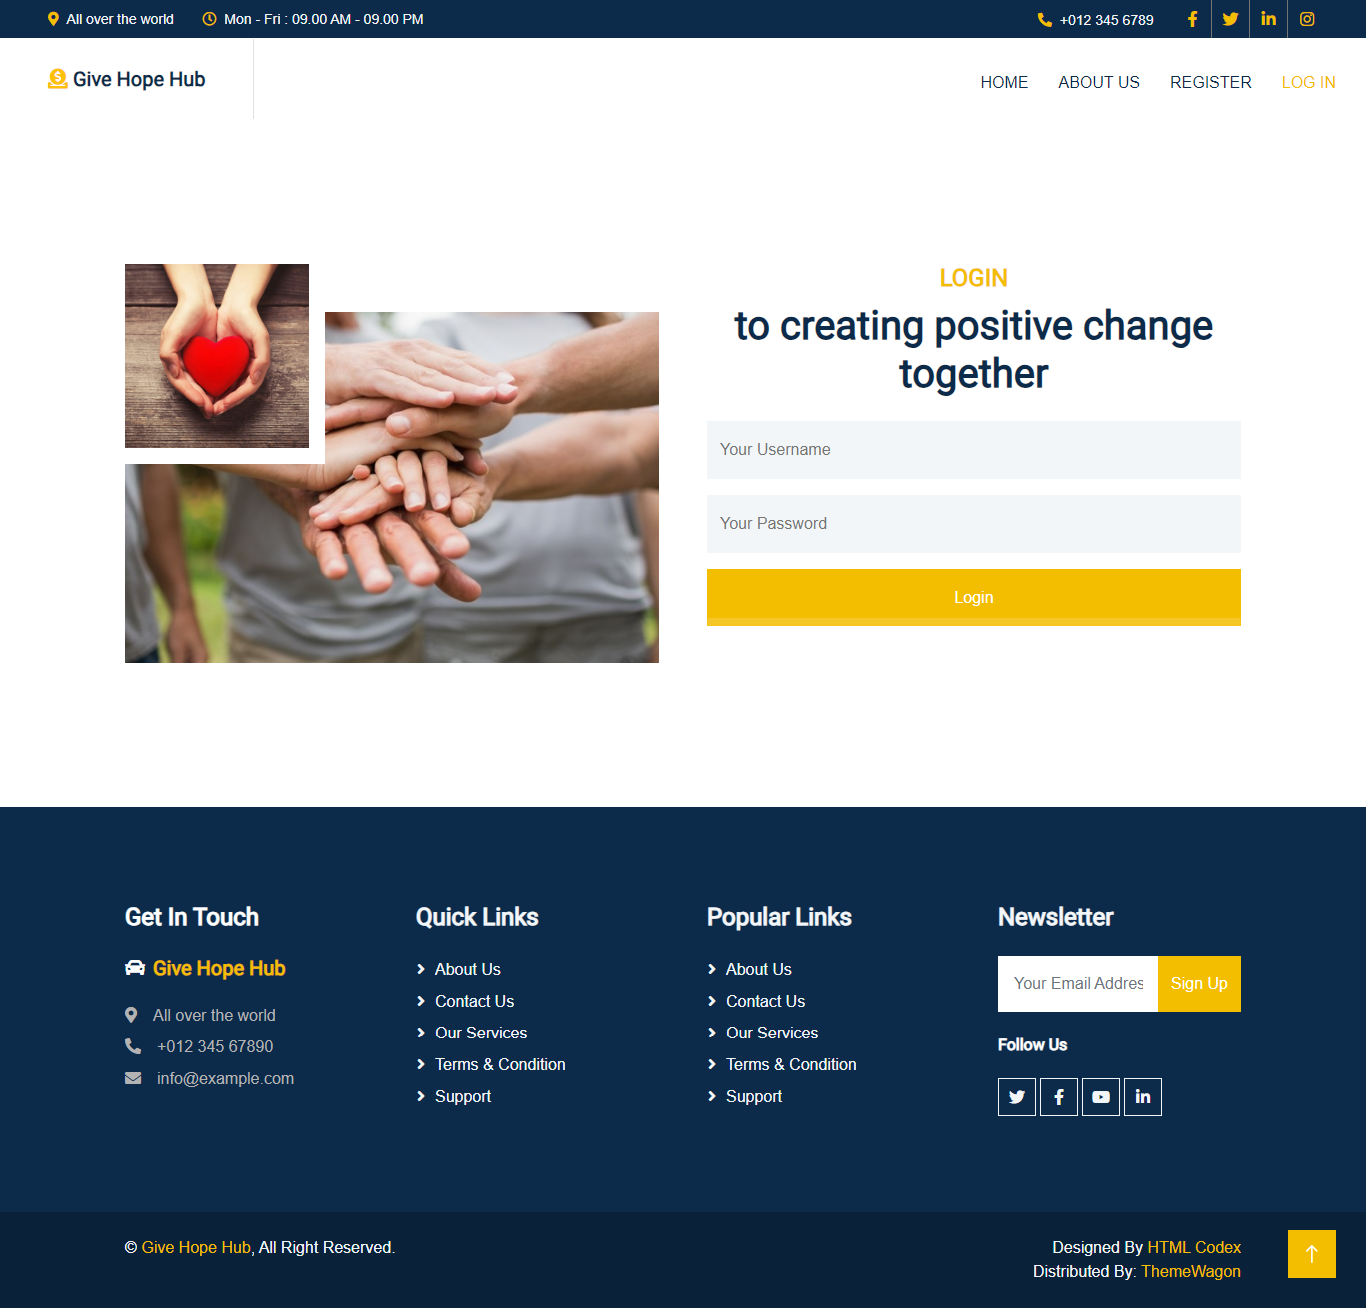 All over the world
Mon - Fri : 09.00 AM - 09.00 PM
+012 345 6789
Give Hope Hub
HOME
ABOUT US
REGISTER
LOG IN
LOGIN
to creating positive change
together
Your Username
Your Password
Login
Get In Touch
Give Hope Hub
All over the world
+012 345 67890
info@example.com
Quick Links
About Us
Contact Us
Our Services
Terms & Condition
Support
Popular Links
About Us
Contact Us
Our Services
Terms & Condition
Support
Newsletter
Your Email Addres
Sign Up
Follow Us
© Give Hope Hub, All Right Reserved.
Designed By HTML Codex
Distributed By: ThemeWagon